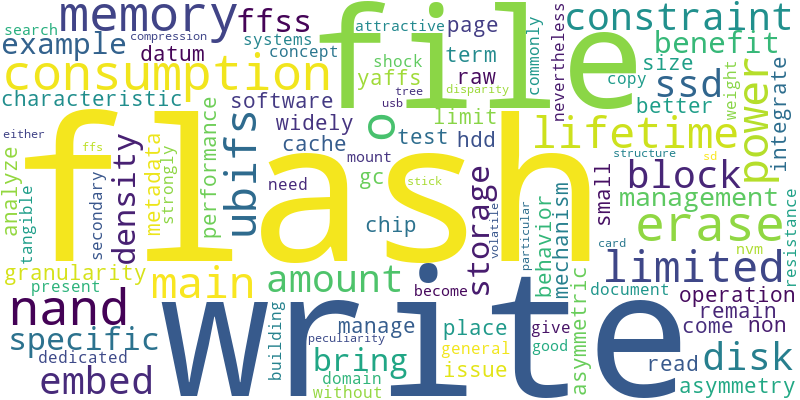 search
memory
ffss
attractive
page
file
nevertheless
constraint
compression
example
systems
concept
term
commonly
benefit
datum
consumption
shock
yaffs
raw
ssd
size
weight
integrate
characteristic
software
tree
usb
disparity
copy
better
power
o
limit
flash
widely
test
hdd
lifetime
either
ubifs
cache
mount
structure
sd
analyze
density
metadata
strongly
performance
ffs
need
gc
stick
small
block
management
tangible
secondary
storage
volatile
particular
behavior
mechanism
erase
resistance
chip
card
nvm
granularity
main
amount
limited
present
become
asymmetric
document
operation
nand
write
building
manage
place
give
remain
specific
peculiarity
come
non
dedicated
bring
general
good
read
disk
embed
domain
issue
without
asymmetry